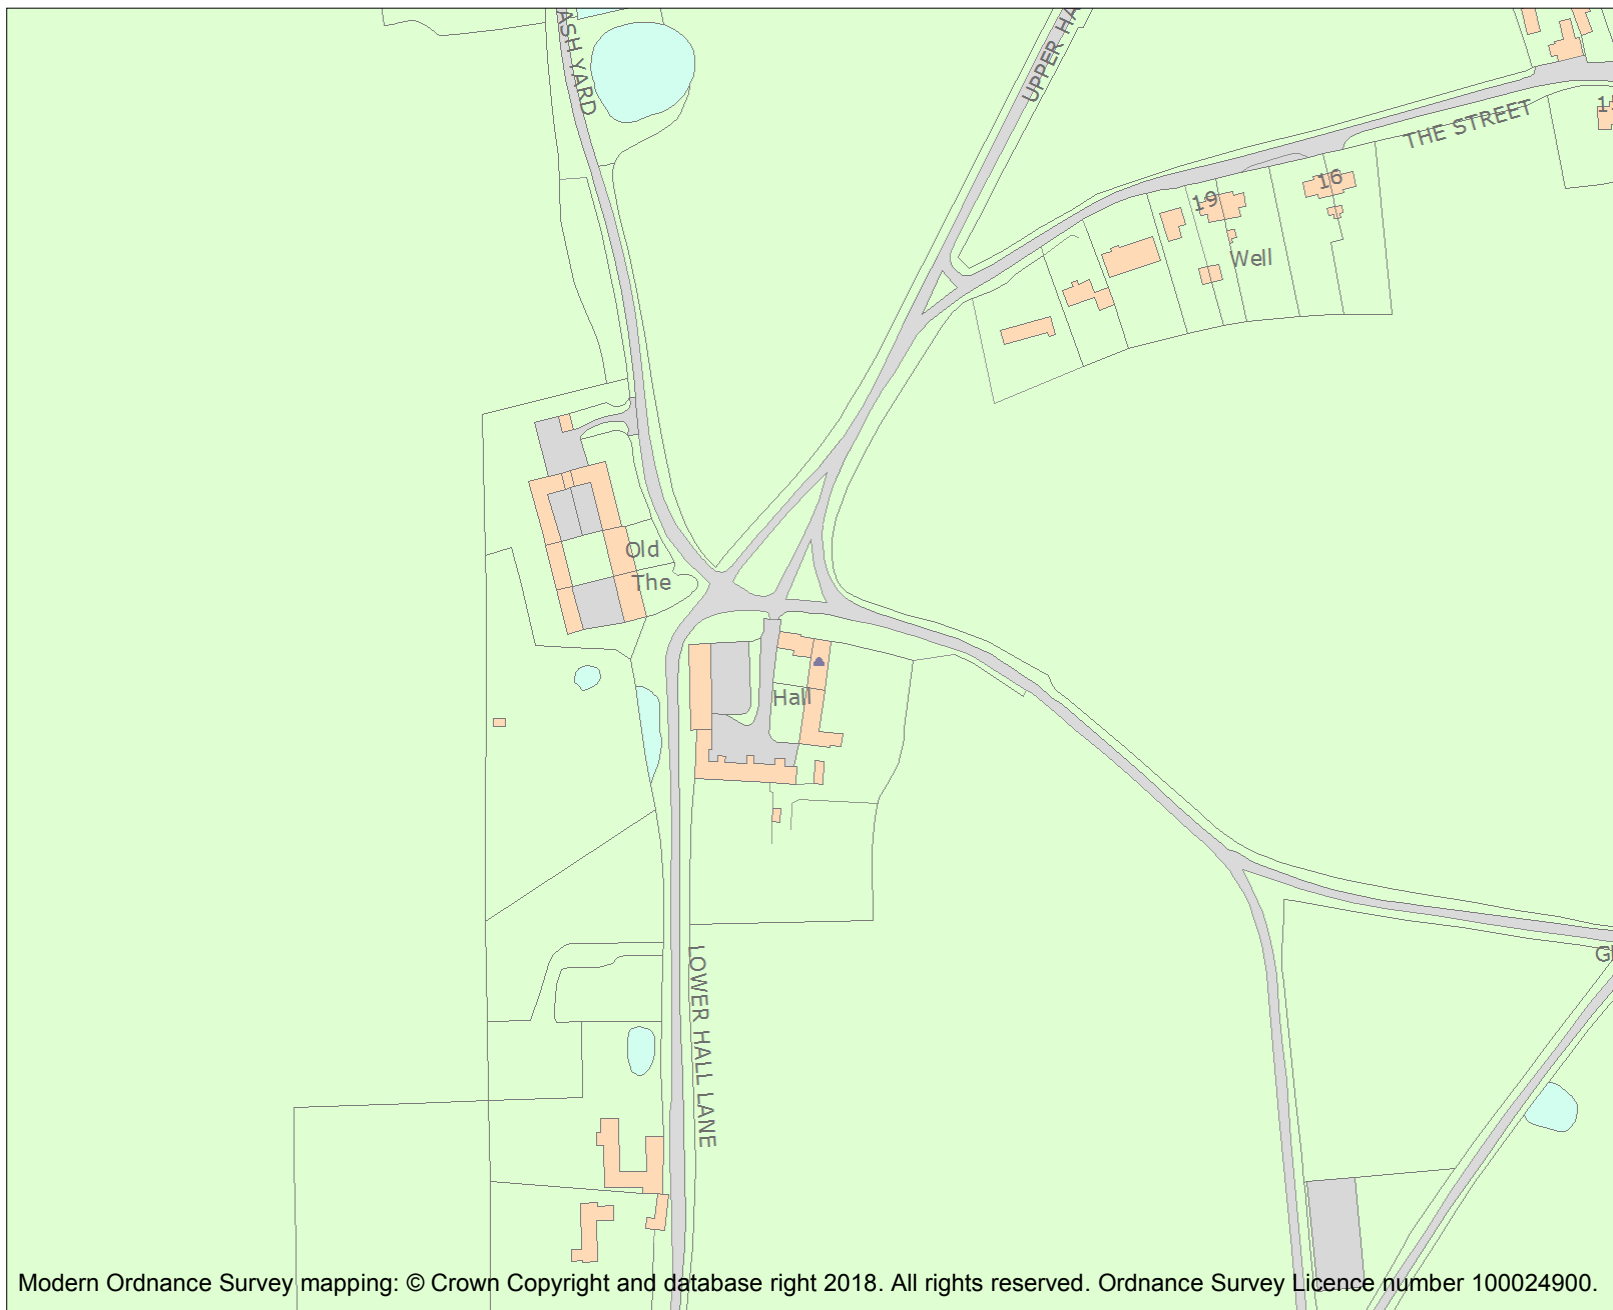 ASH YARD
UPPER HA
THE STREET
16
19
Well
Old
The
Hall
LOWER HALL LANE
Modern Ordnance Survey mapping: © Crown Copyright and database right 2018. All rights reserved. Ordnance Survey Licence number 100024900.